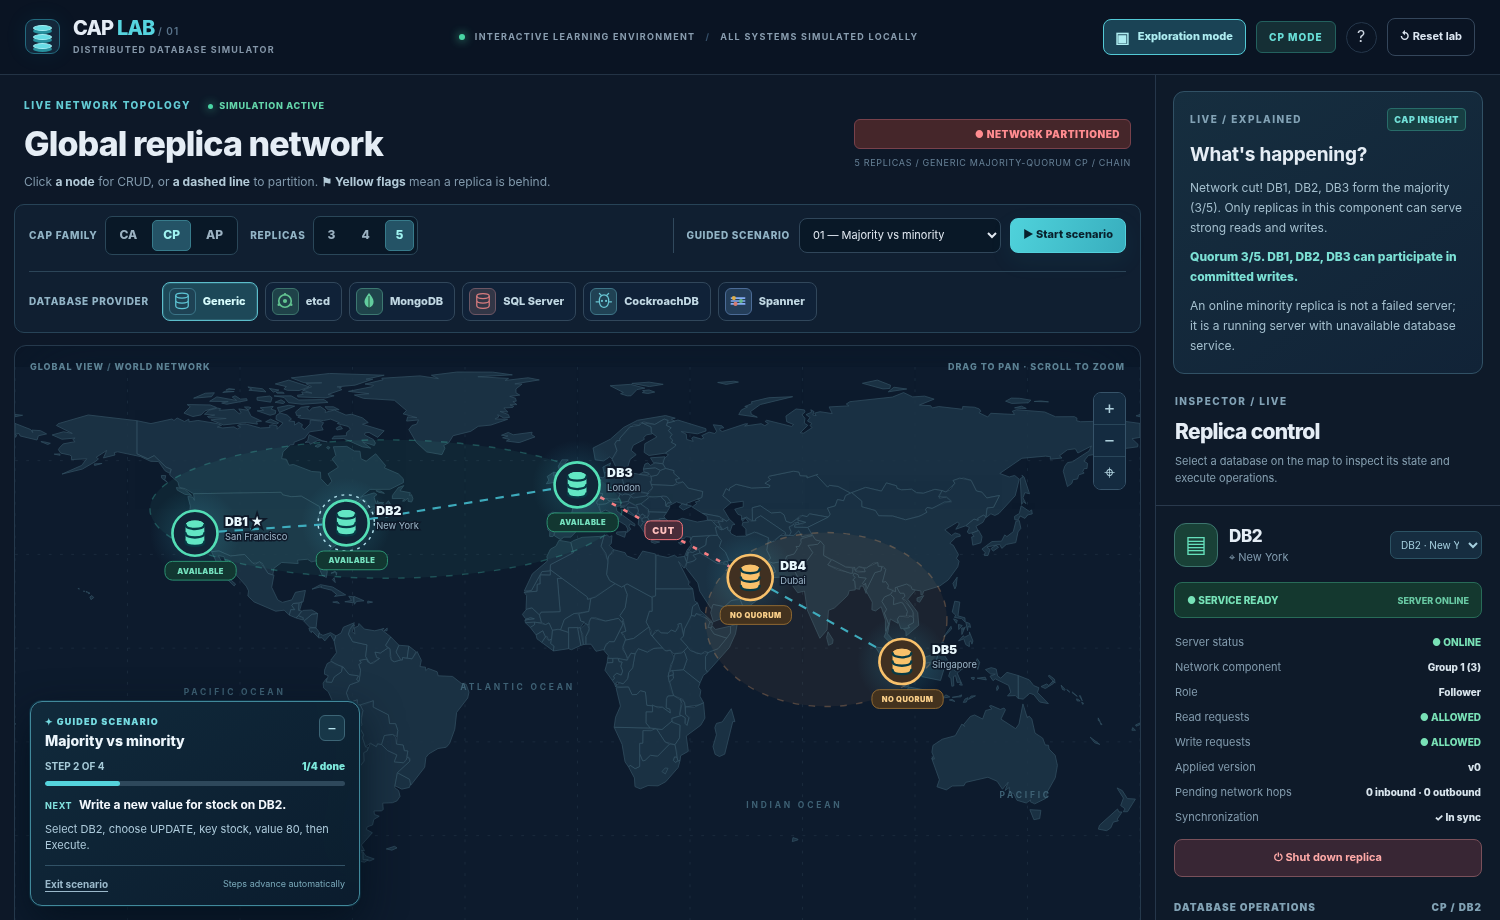 CAP LAB / 01
DISTRIBUTED DATABASE SIMULATOR
INTERACTIVE LEARNING ENVIRONMENT / ALL SYSTEMS SIMULATED LOCALLY
Exploration mode
CP MODE
?
↺ Reset lab
LIVE NETWORK TOPOLOGY
SIMULATION ACTIVE
Global replica network
Click a node for CRUD, or a dashed line to partition. ⚑ Yellow flags mean a replica is behind.
● NETWORK PARTITIONED
5 REPLICAS / GENERIC MAJORITY-QUORUM CP / CHAIN
CAP FAMILY
CA
CP
AP
REPLICAS
3
4
5
GUIDED SCENARIO
01 — Majority vs minority
▶ Start scenario
DATABASE PROVIDER
Generic
etcd
MongoDB
SQL Server
CockroachDB
Spanner
GLOBAL VIEW / WORLD NETWORK
DRAG TO PAN · SCROLL TO ZOOM
+
−
⌖
DB3
London
AVAILABLE
DB1 ★
San Francisco
AVAILABLE
DB2
New York
AVAILABLE
CUT
DB4
Dubai
NO QUORUM
DB5
Singapore
NO QUORUM
PACIFIC OCEAN
ATLANTIC OCEAN
INDIAN OCEAN
PACIFIC
✦ GUIDED SCENARIO
Majority vs minority
−
STEP 2 OF 4
1/4 done
NEXT Write a new value for stock on DB2.
Select DB2, choose UPDATE, key stock, value 80, then
Execute.
Exit scenario
Steps advance automatically
LIVE / EXPLAINED
CAP INSIGHT
What's happening?
Network cut! DB1, DB2, DB3 form the majority
(3/5). Only replicas in this component can serve
strong reads and writes.
Quorum 3/5. DB1, DB2, DB3 can participate in
committed writes.
An online minority replica is not a failed server;
it is a running server with unavailable database
service.
INSPECTOR / LIVE
Replica control
Select a database on the map to inspect its state and
execute operations.
DB2
⌖ New York
DB2 · New Y
● SERVICE READY
SERVER ONLINE
Server status ● ONLINE
Network component Group 1 (3)
Role Follower
Read requests ● ALLOWED
Write requests ● ALLOWED
Applied version v0
Pending network hops 0 inbound · 0 outbound
Synchronization ✓ In sync
⏻ Shut down replica
DATABASE OPERATIONS
CP / DB2